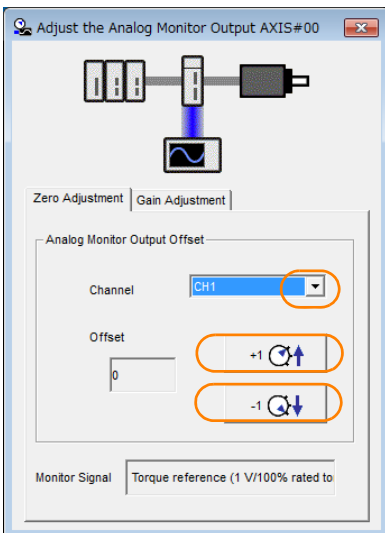 Adjust the Analog Monitor Output AXIS#00
Zero Adjustment Gain Adjustment
Analog Monitor Output Offset
Channel CH1
Offset
0
+1
-1
Monitor Signal Torque reference (1 V/100% rated to